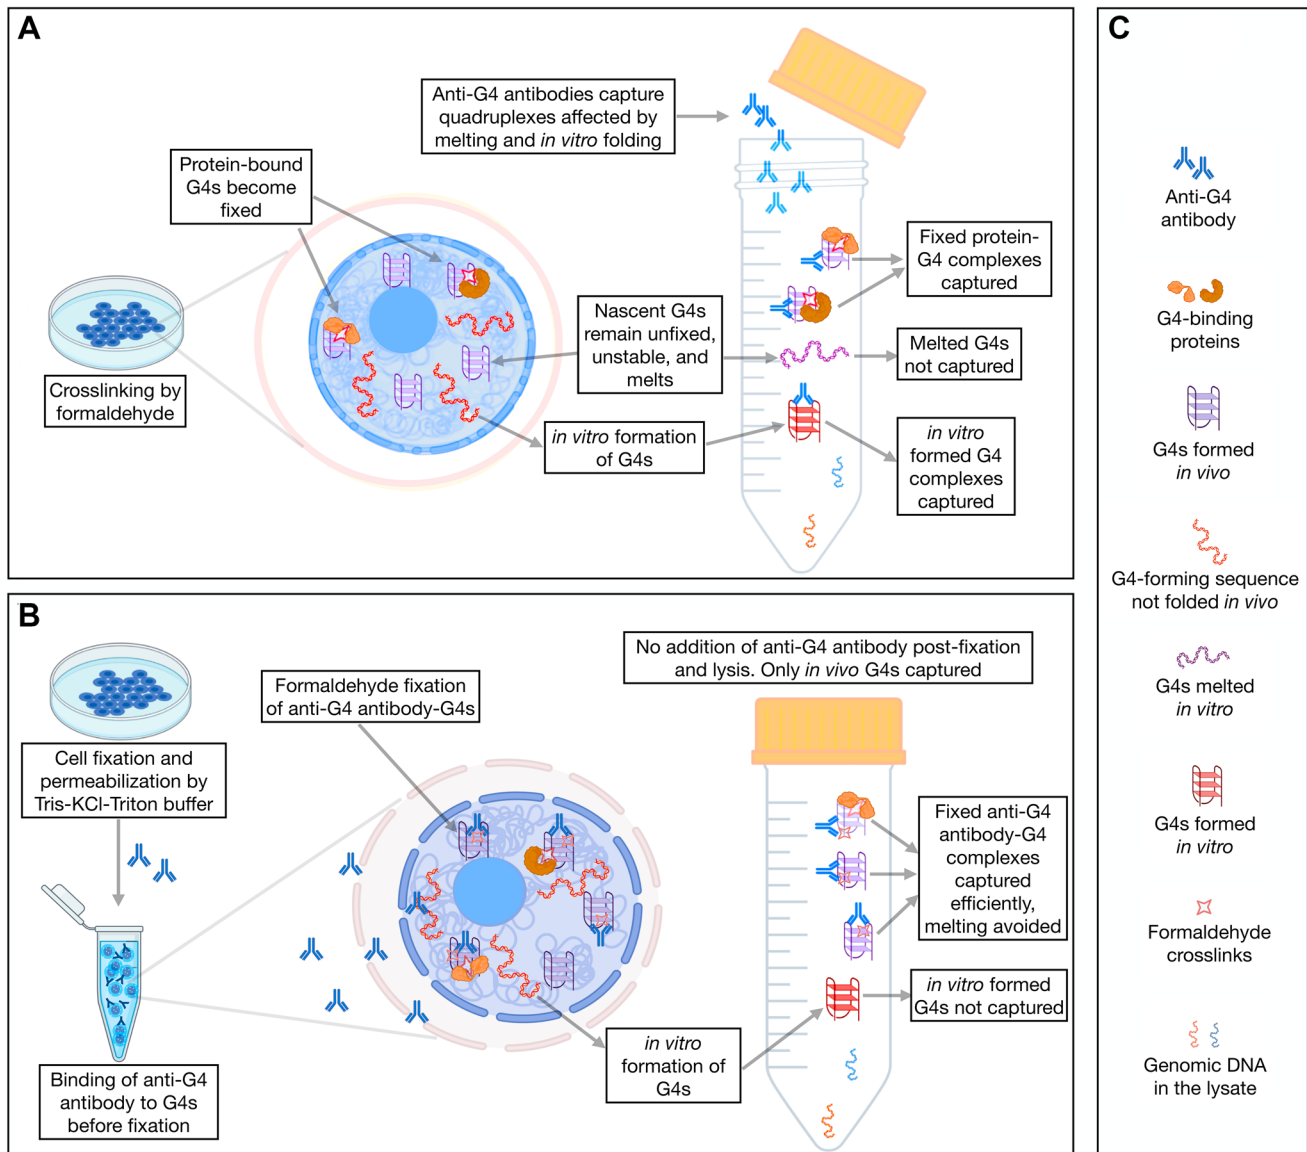 A
Anti-G4 antibodies capture
quadruplexes affected by
melting and in vitro folding
Protein-bound
G4s become
fixed
Fixed protein-
G4 complexes
captured
Nascent G4s
remain unfixed,
unstable, and
melts
Melted G4s
not captured
Crosslinking by
formaldehyde
in vitro formation
of G4s
in vitro
formed G4
complexes
captured
B
No addition of anti-G4 antibody post-fixation
and lysis. Only in vivo G4s captured
Formaldehyde fixation
of anti-G4 antibody-G4s
Cell fixation and
permeabilization by
Tris-KCl-Triton buffer
Fixed anti-G4
antibody-G4
complexes
captured
efficiently,
melting avoided
in vitro formed
G4s not captured
in vitro
formation of
G4s
Binding of anti-G4
antibody to G4s
before fixation
C
Anti-G4
antibody
G4-binding
proteins
G4s formed
in vivo
G4-forming sequence
not folded in vivo
G4s melted
in vitro
G4s formed
in vitro
Formaldehyde
crosslinks
Genomic DNA
in the lysate